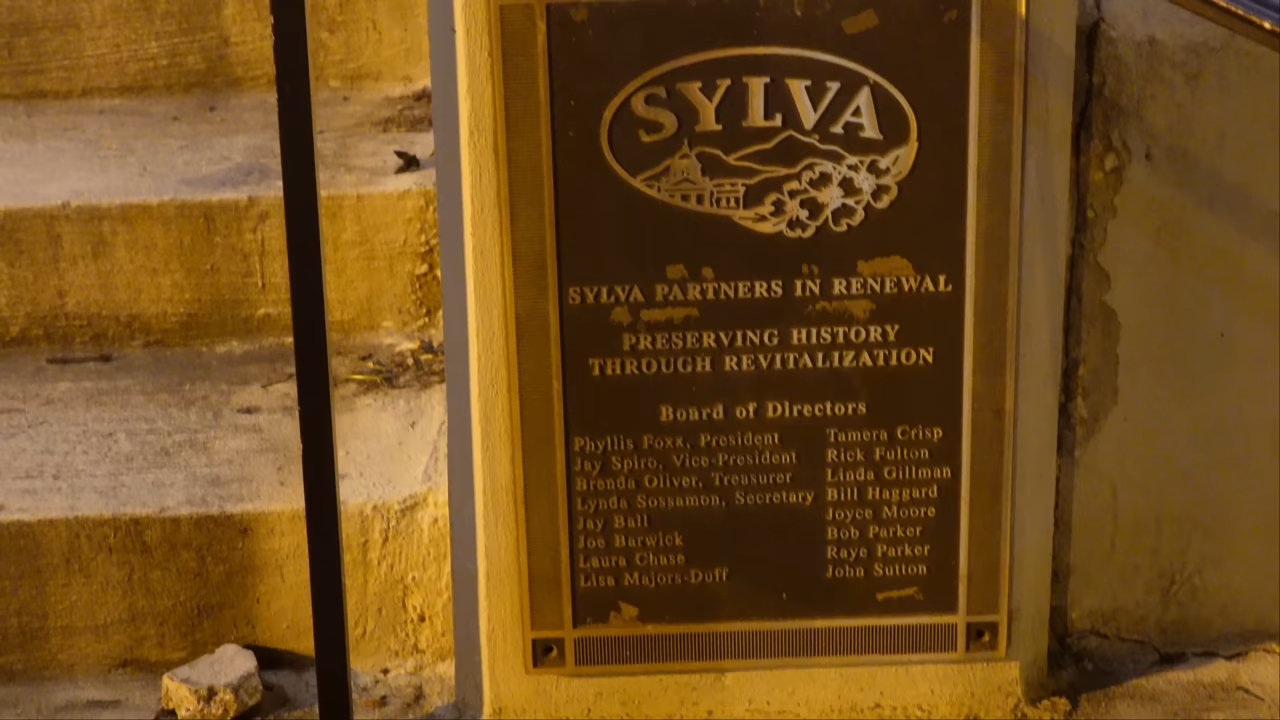 SYLVA
SYLVA PARTNERS IN RENEWAL
PRESERVING HISTORY
THROUGH REVITALIZATION
Board of Directors
Phyllis Foxx, President
Jay Spiro, Vice-President
Brenda Oliver, Treasurer
Lynda Sossamon, Secretary
Jay Ball
Joe Barwick
Laura Chase
Lisa Majors-Duff
Tamera Crisp
Rick Fulton
Linda Gillman
Bill Haggard
Joyce Moore
Bob Parker
Raye Parker
John Sutton